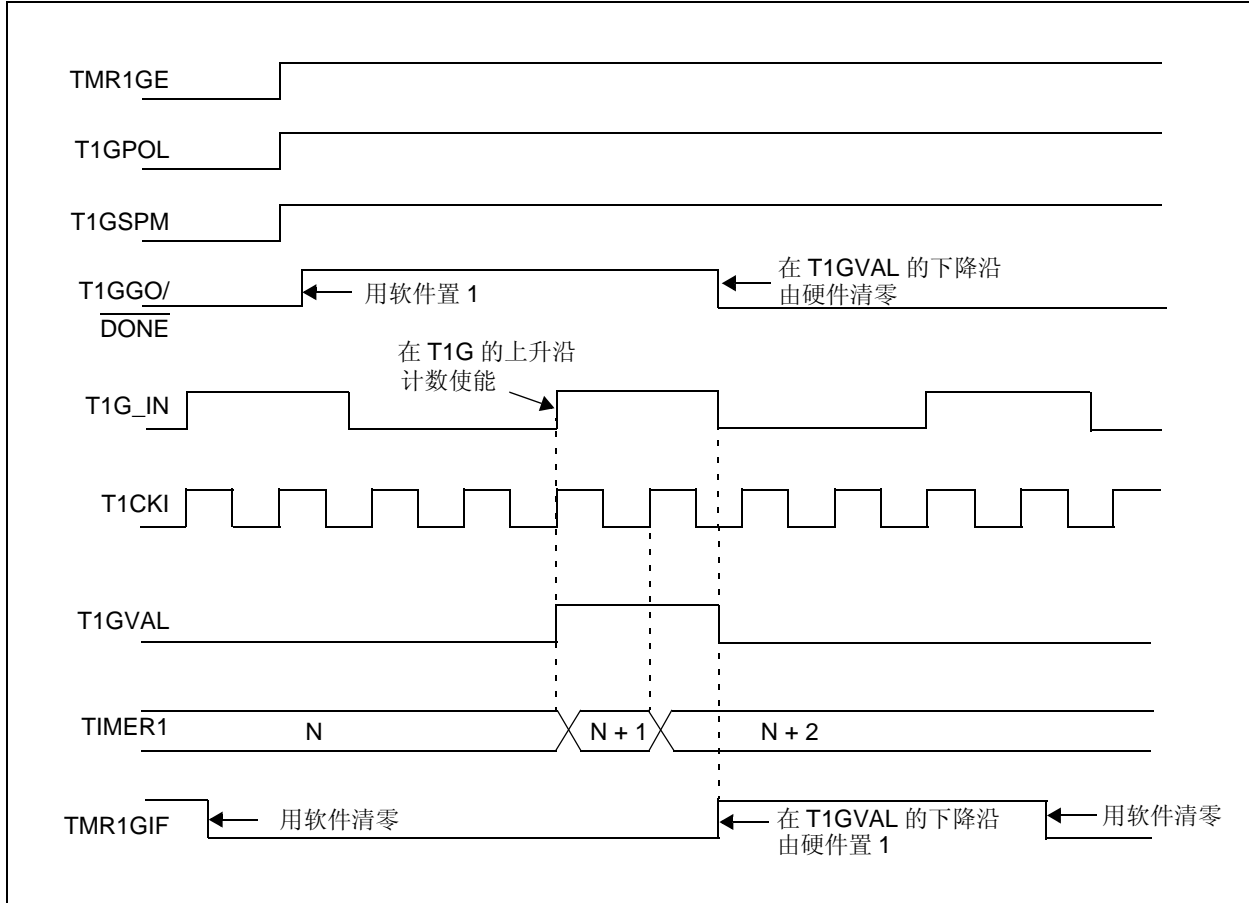 TMR1GE
T1GPOL
T1GSPM
T1GGO/
DONE
用软件置 1
在 T1GVAL 的下降沿
由硬件清零
在 T1G 的上升沿
计数使能
T1G_IN
T1CKI
T1GVAL
TIMER1
N
N + 1
N + 2
TMR1GIF
用软件清零
在 T1GVAL 的下降沿
由硬件置 1
用软件清零